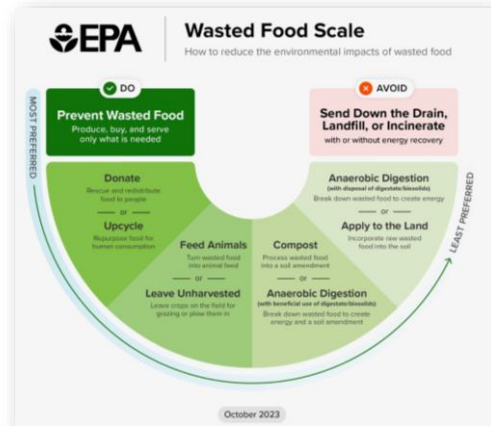 EPA
Wasted Food Scale
How to reduce the environmental impacts of wasted food
DO
Prevent Wasted Food
Produce, buy, and serve
only what is needed
AVOID
Send Down the Drain,
Landfill, or Incinerate
with or without energy recovery
MOST PREFERRED
Donate
Rescue and redistribute
food to people
or
Upcycle
Repurpose food for
human consumption
Feed Animals
Turn wasted food
into animal feed
or
Leave Unharvested
Leave crops on the field for
grazing or plow them in
Compost
Process wasted food
into a soil amendment
or
Anaerobic Digestion
(with beneficial use of digestate/biosolids)
Break down wasted food to create
energy and a soil amendment
Anaerobic Digestion
(with disposal of digestate/biosolids)
Break down wasted food to create energy
or
Apply to the Land
Incorporate raw wasted
food into the soil
LEAST PREFERRED
October 2023